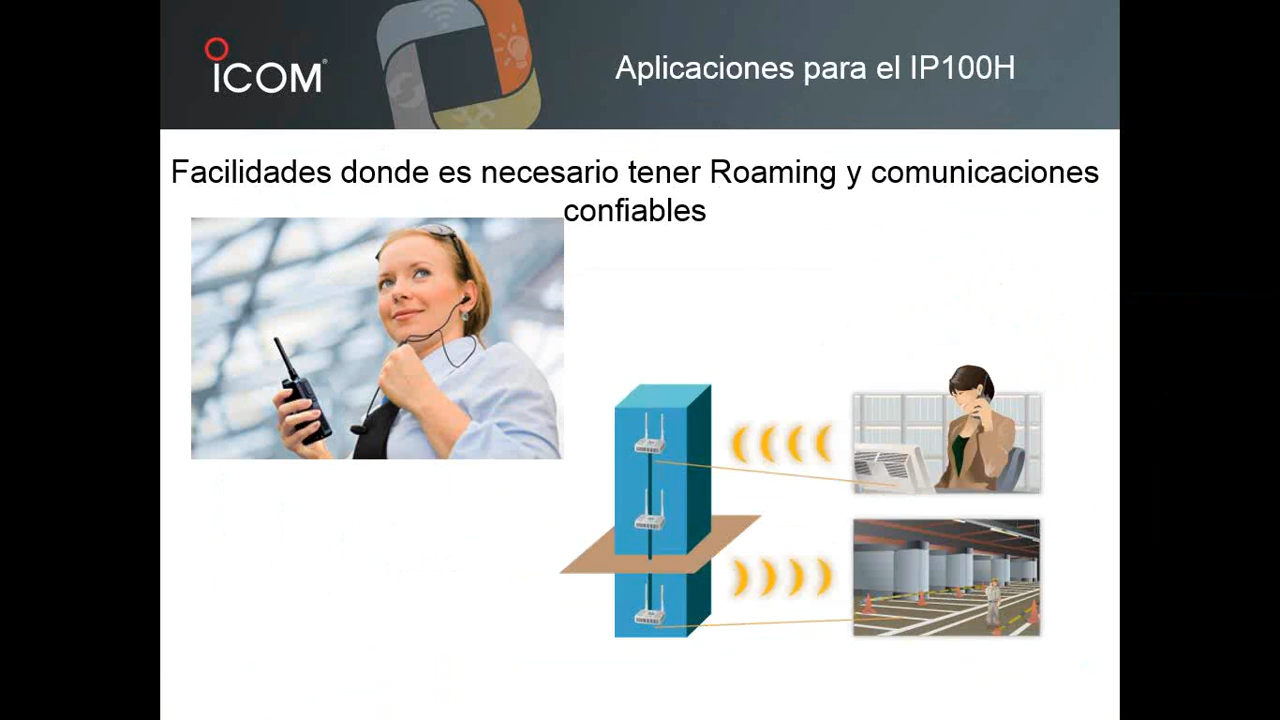 iCOM®
Aplicaciones para el IP100H
Facilidades donde es necesario tener Roaming y comunicaciones
confiables